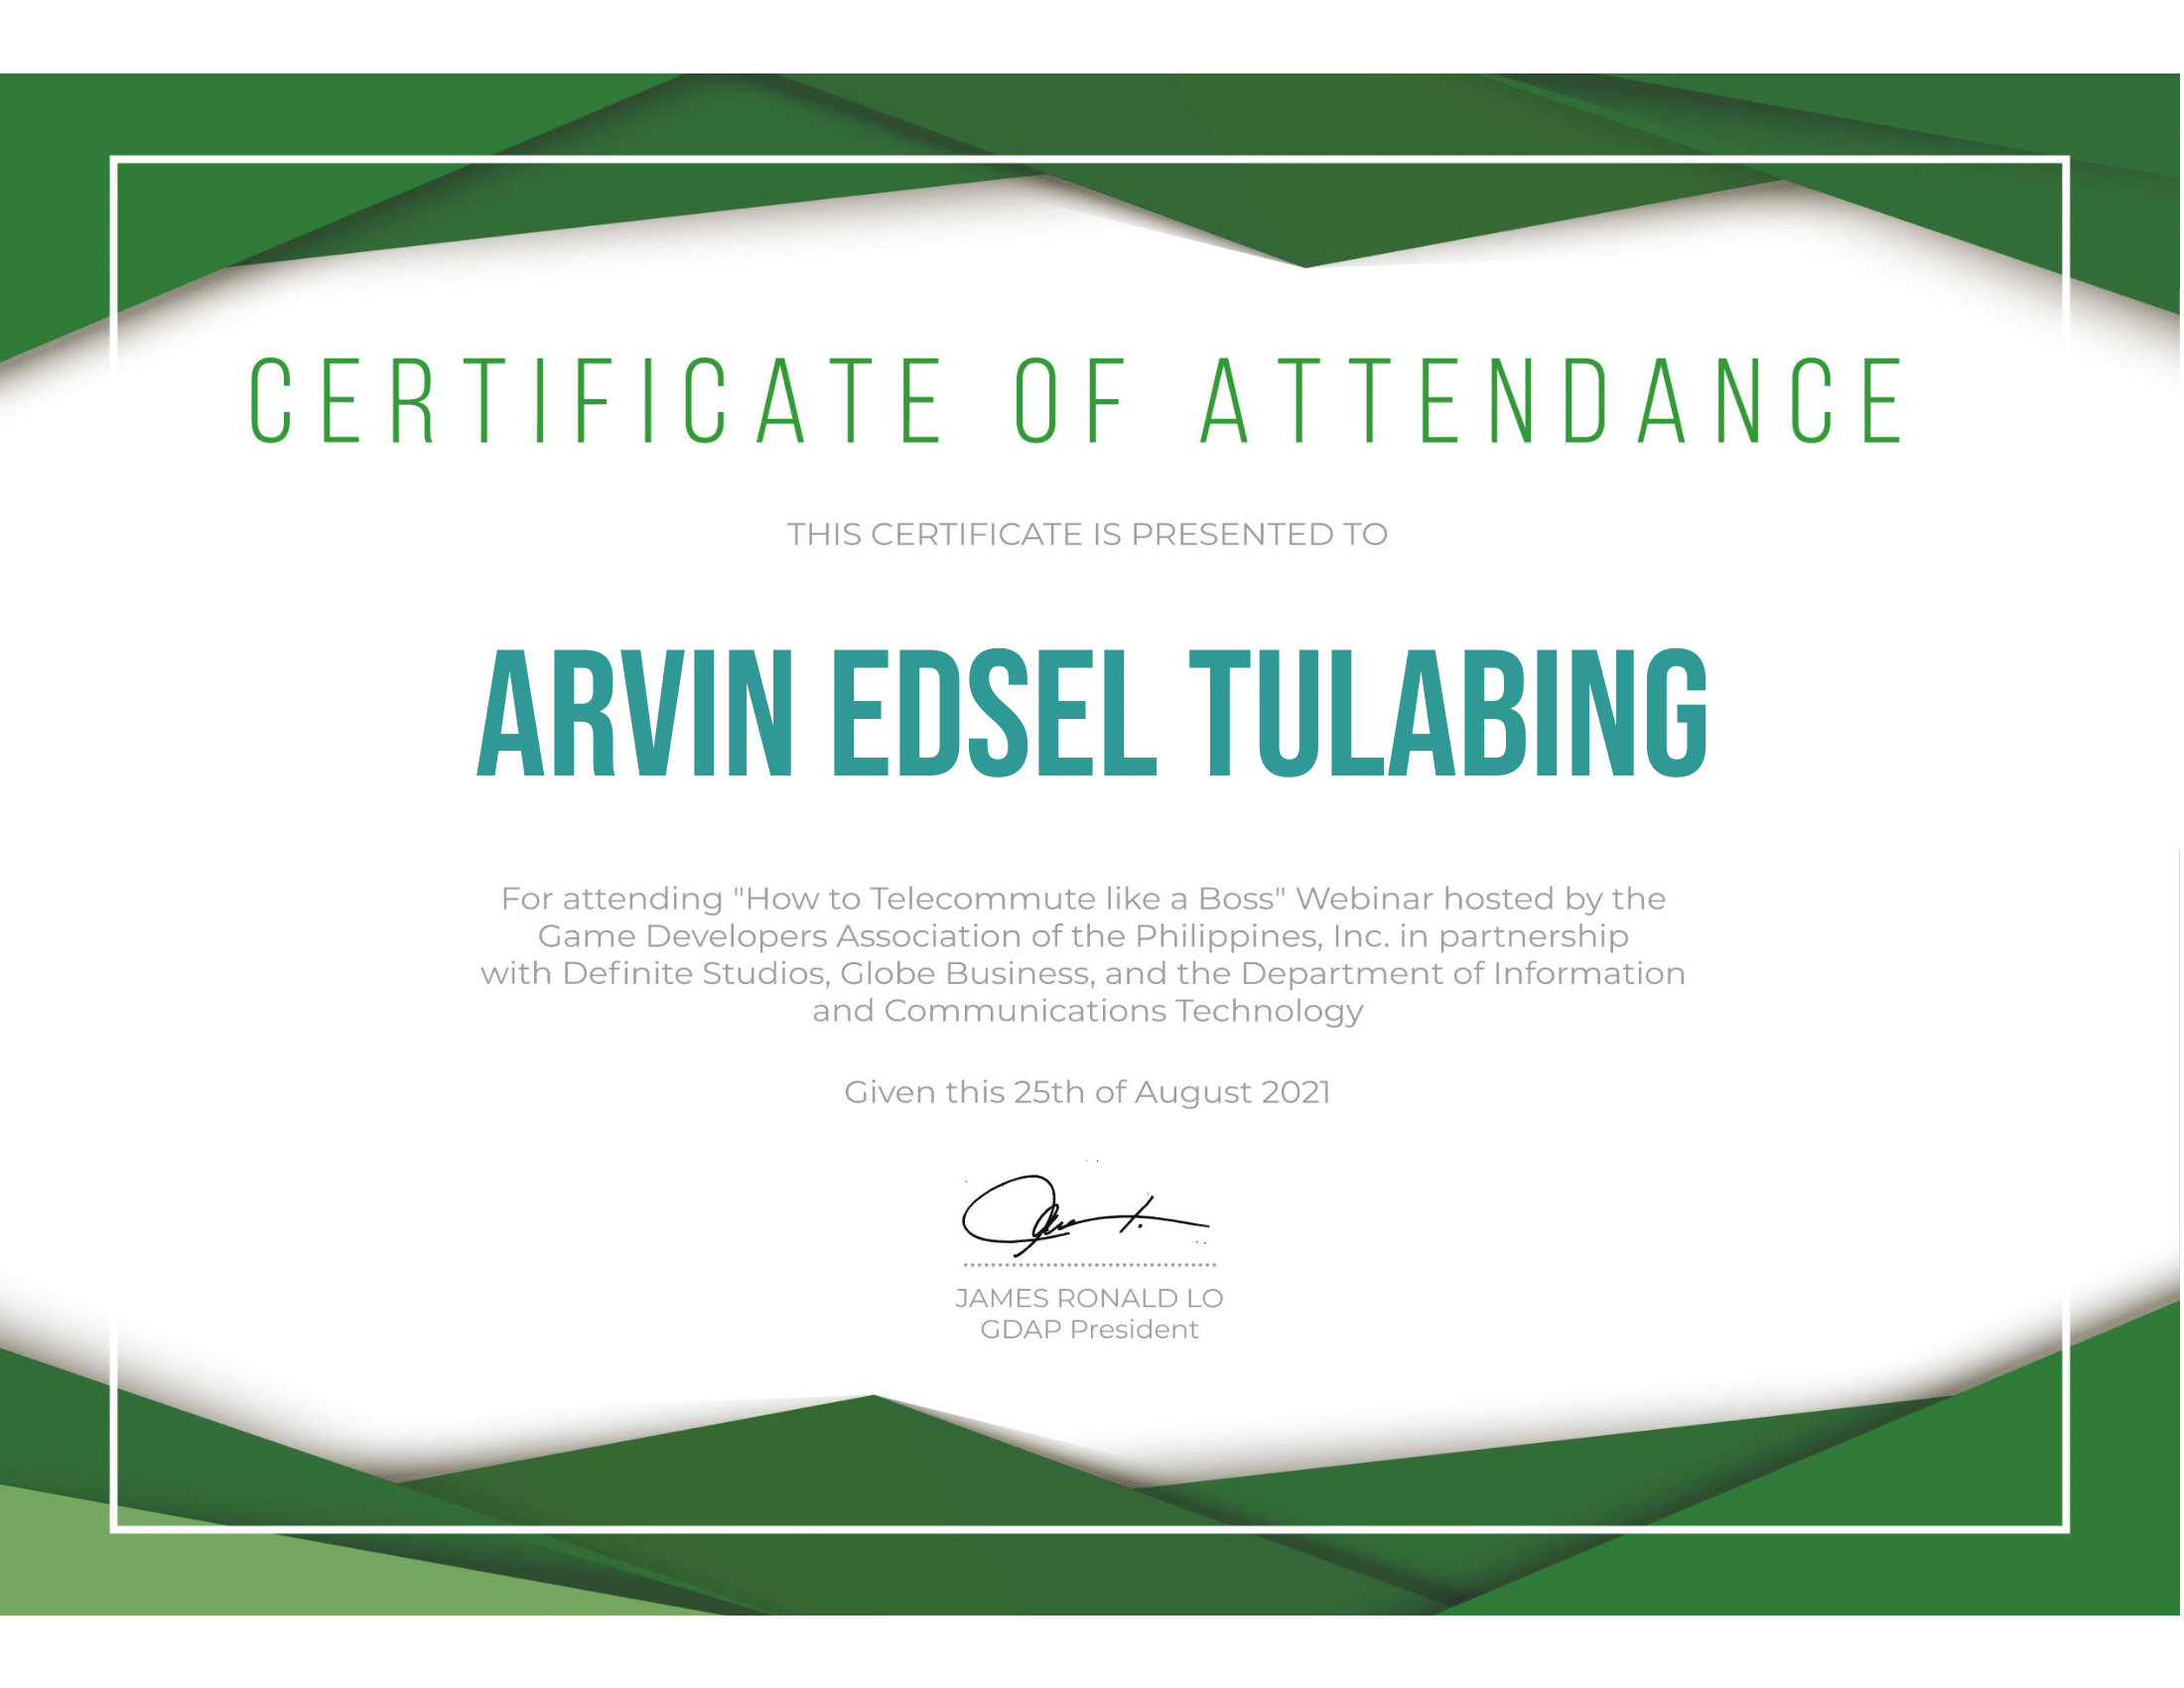 CERTIFICATE OF ATTENDANCE
THIS CERTIFICATE IS PRESENTED TO
ARVIN EDSEL TULABING
For attending "How to Telecommute like a Boss" Webinar hosted by the
Game Developers Association of the Philippines, Inc. in partnership
with Definite Studios, Globe Business, and the Department of Information
and Communications Technology
Given this 25th of August 2021
JAMES RONALD LO
GDAP President